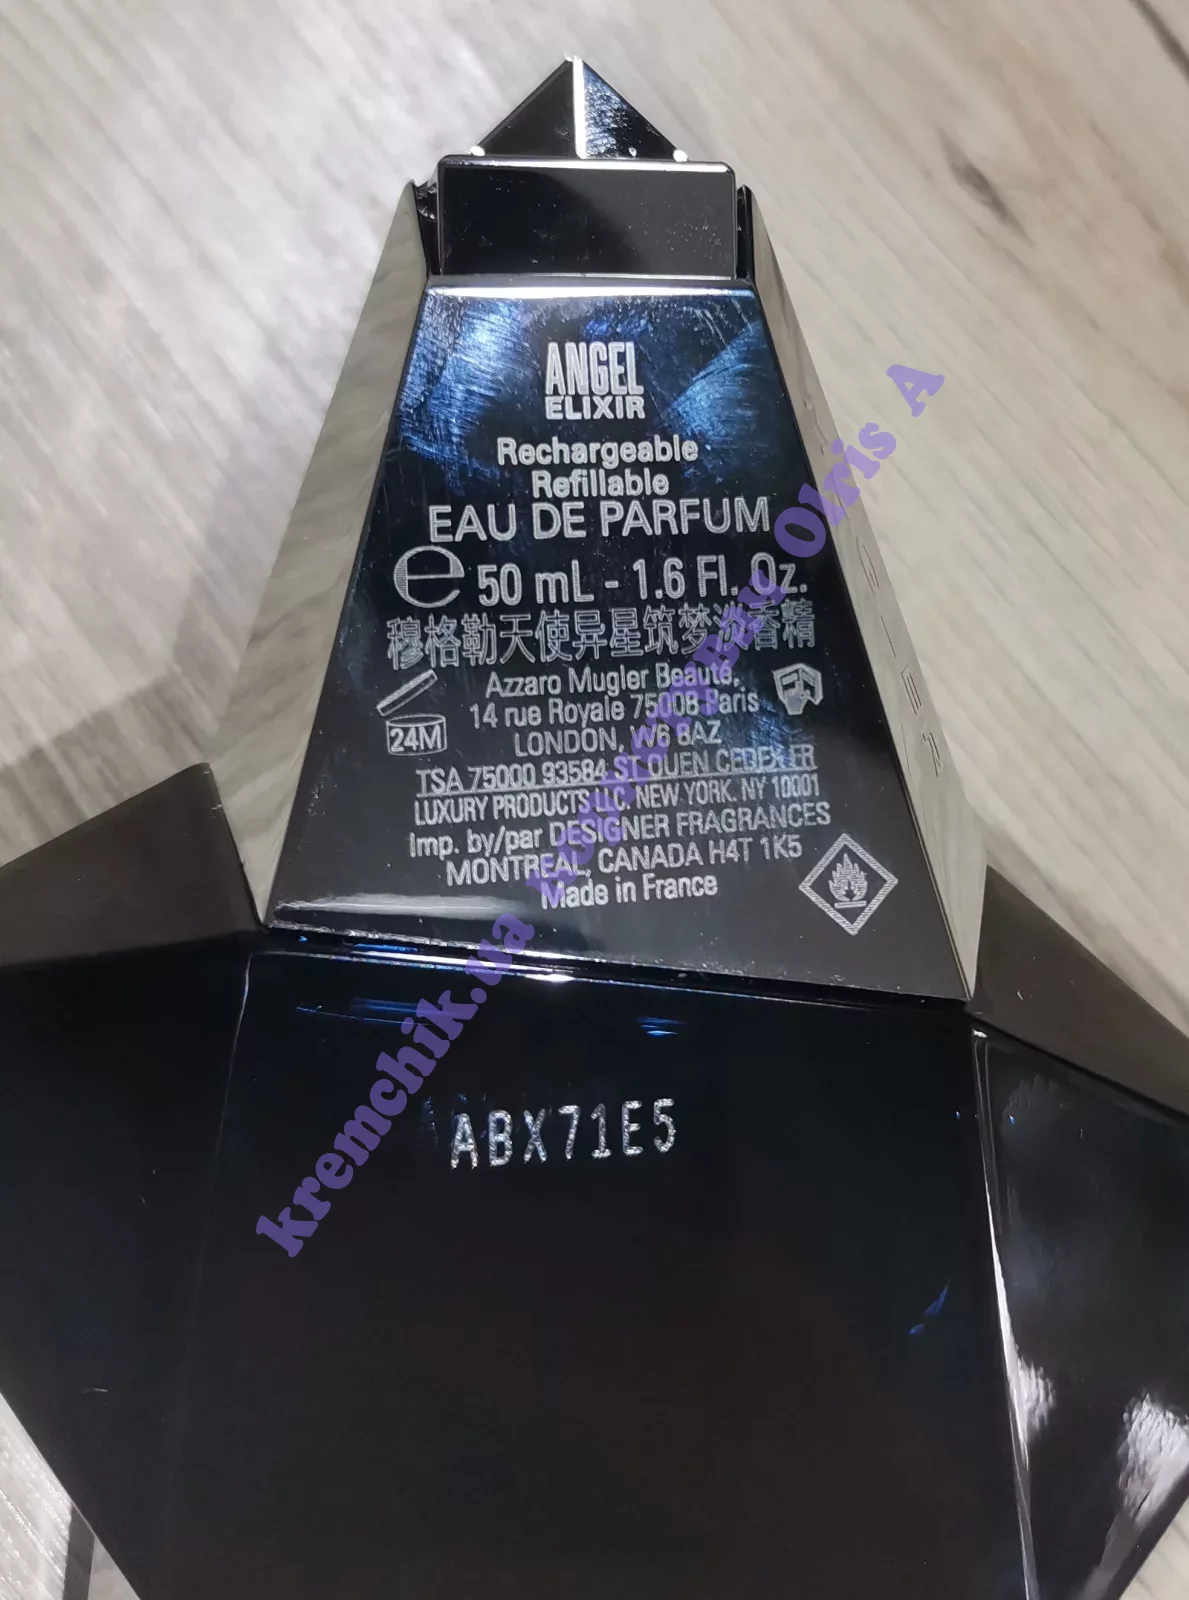 ANGEL
ELIXIR
Rechargeable
Refillable
EAU DE PARFUM
℮ 50 mL - 1.6 Fl. Oz.
穆格勒天使异星筑梦淡香精
Azzaro Mugler Beauté,
14 rue Royale 75008 Paris
24M
LONDON, W6 8AZ
TSA 75000 93584 ST OUEN CEDEX FR
LUXURY PRODUCTS LLC. NEW YORK. NY 10001
Imp. by/par DESIGNER FRAGRANCES
MONTREAL, CANADA H4T 1K5
Made in France
ABX71E5
kremchik.ua Olris A